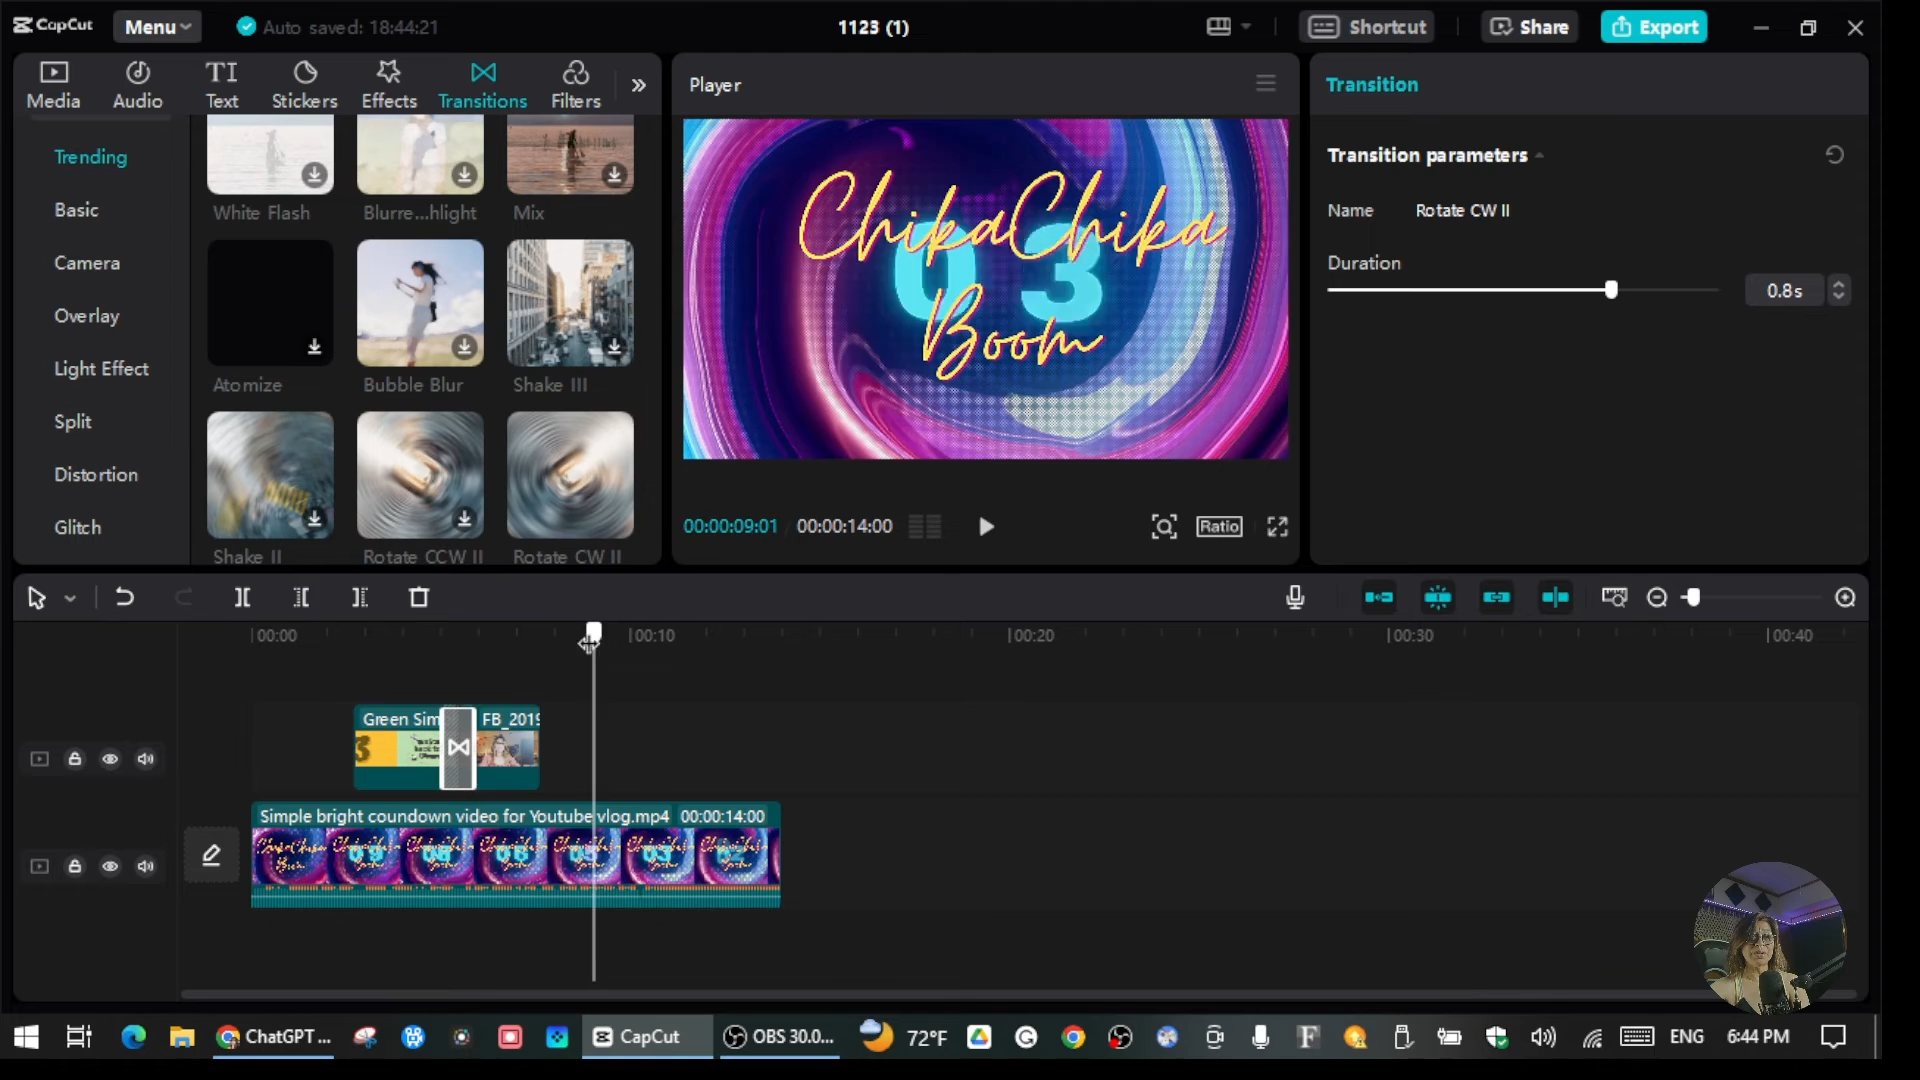 CapCut
Menu
Auto saved: 18:44:21
1123 (1)
Shortcut
Share
Export
Media
Audio
TI
Text
Stickers
Effects
Transitions
Filters
Trending
Basic
Camera
Overlay
Light Effect
Split
Distortion
Glitch
White Flash
Blurre...hlight
Mix
Atomize
Bubble Blur
Shake III
Shake II
Rotate CCW II
Rotate CW II
Player
ChikaChika
03
Boom
00:00:09:01 / 00:00:14:00
Ratio
Transition
Transition parameters
Name
Rotate CW II
Duration
0.8s
00:00
00:10
00:20
00:30
00:40
Green Sim
FB_2019
Simple bright coundown video for Youtube vlog.mp4 00:00:14:00
ChatGPT ...
CapCut
OBS 30.0...
72°F
ENG
6:44 PM